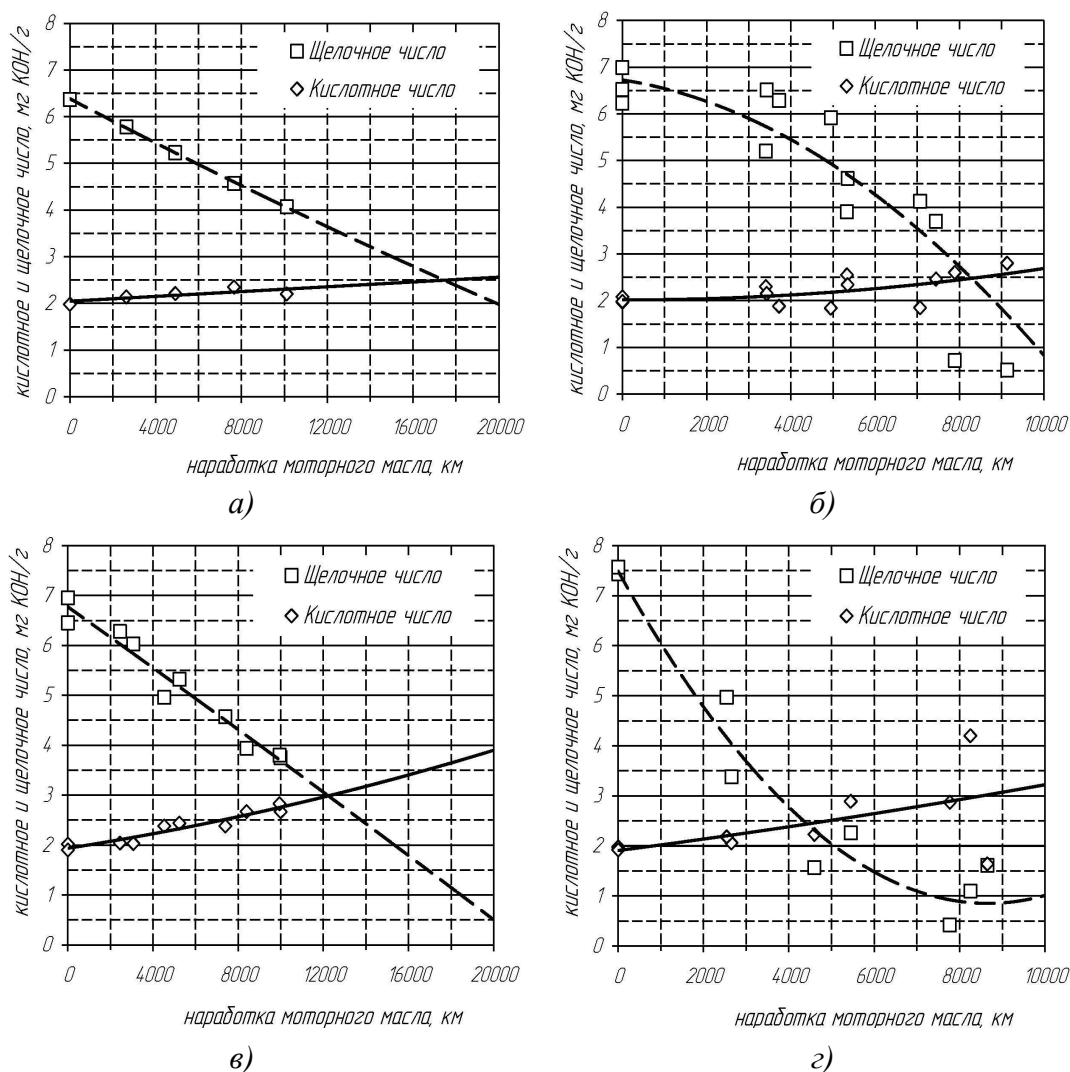 кислотное и щелочное число, мг КОН/г
8
7
6
5
4
3
2
1
0
Щелочное число
Кислотное число
0 4000 8000 12000 16000 20000
наработка моторного масла, км
а)
кислотное и щелочное число, мг КОН/г
8
7
6
5
4
3
2
1
0
Щелочное число
Кислотное число
0 2000 4000 6000 8000 10000
наработка моторного масла, км
б)
кислотное и щелочное число, мг КОН/г
8
7
6
5
4
3
2
1
0
Щелочное число
Кислотное число
0 4000 8000 12000 16000 20000
наработка моторного масла, км
в)
кислотное и щелочное число, мг КОН/г
8
7
6
5
4
3
2
1
0
Щелочное число
Кислотное число
0 2000 4000 6000 8000 10000
наработка моторного масла, км
г)